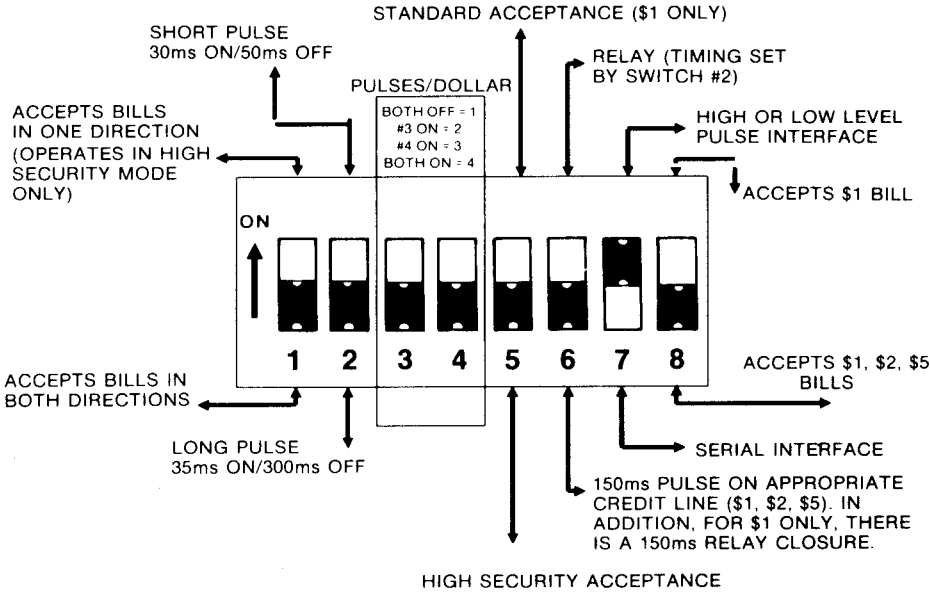 STANDARD ACCEPTANCE ($1 ONLY)
SHORT PULSE
30ms ON/50ms OFF
RELAY (TIMING SET
BY SWITCH #2)
PULSES/DOLLAR
BOTH OFF = 1
#3 ON = 2
#4 ON = 3
BOTH ON = 4
ACCEPTS BILLS
IN ONE DIRECTION
(OPERATES IN HIGH
SECURITY MODE
ONLY)
HIGH OR LOW LEVEL
PULSE INTERFACE
ACCEPTS $1 BILL
ON
1 2 3 4 5 6 7 8
ACCEPTS BILLS IN
BOTH DIRECTIONS
ACCEPTS $1, $2, $5
BILLS
LONG PULSE
35ms ON/300ms OFF
SERIAL INTERFACE
150ms PULSE ON APPROPRIATE
CREDIT LINE ($1, $2, $5). IN
ADDITION, FOR $1 ONLY, THERE
IS A 150ms RELAY CLOSURE.
HIGH SECURITY ACCEPTANCE